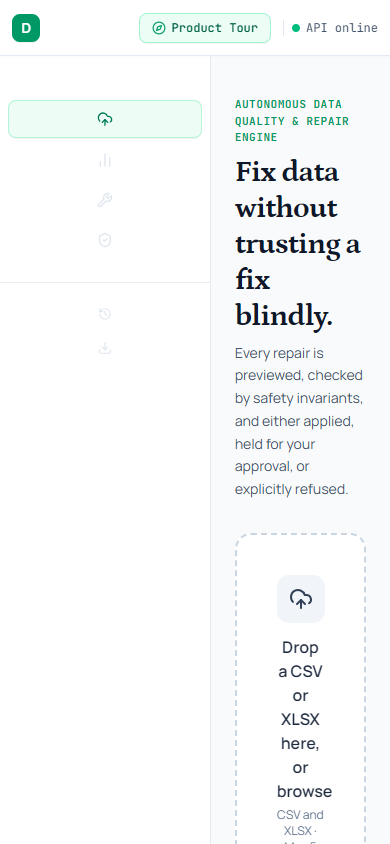 D
Product Tour
API online
AUTONOMOUS DATA
QUALITY & REPAIR
ENGINE
Fix data
without
trusting a
fix
blindly.
Every repair is
previewed, checked
by safety invariants,
and either applied,
held for your
approval, or
explicitly refused.
Drop
a CSV
or
XLSX
here,
or
browse
CSV and
XLSX ·